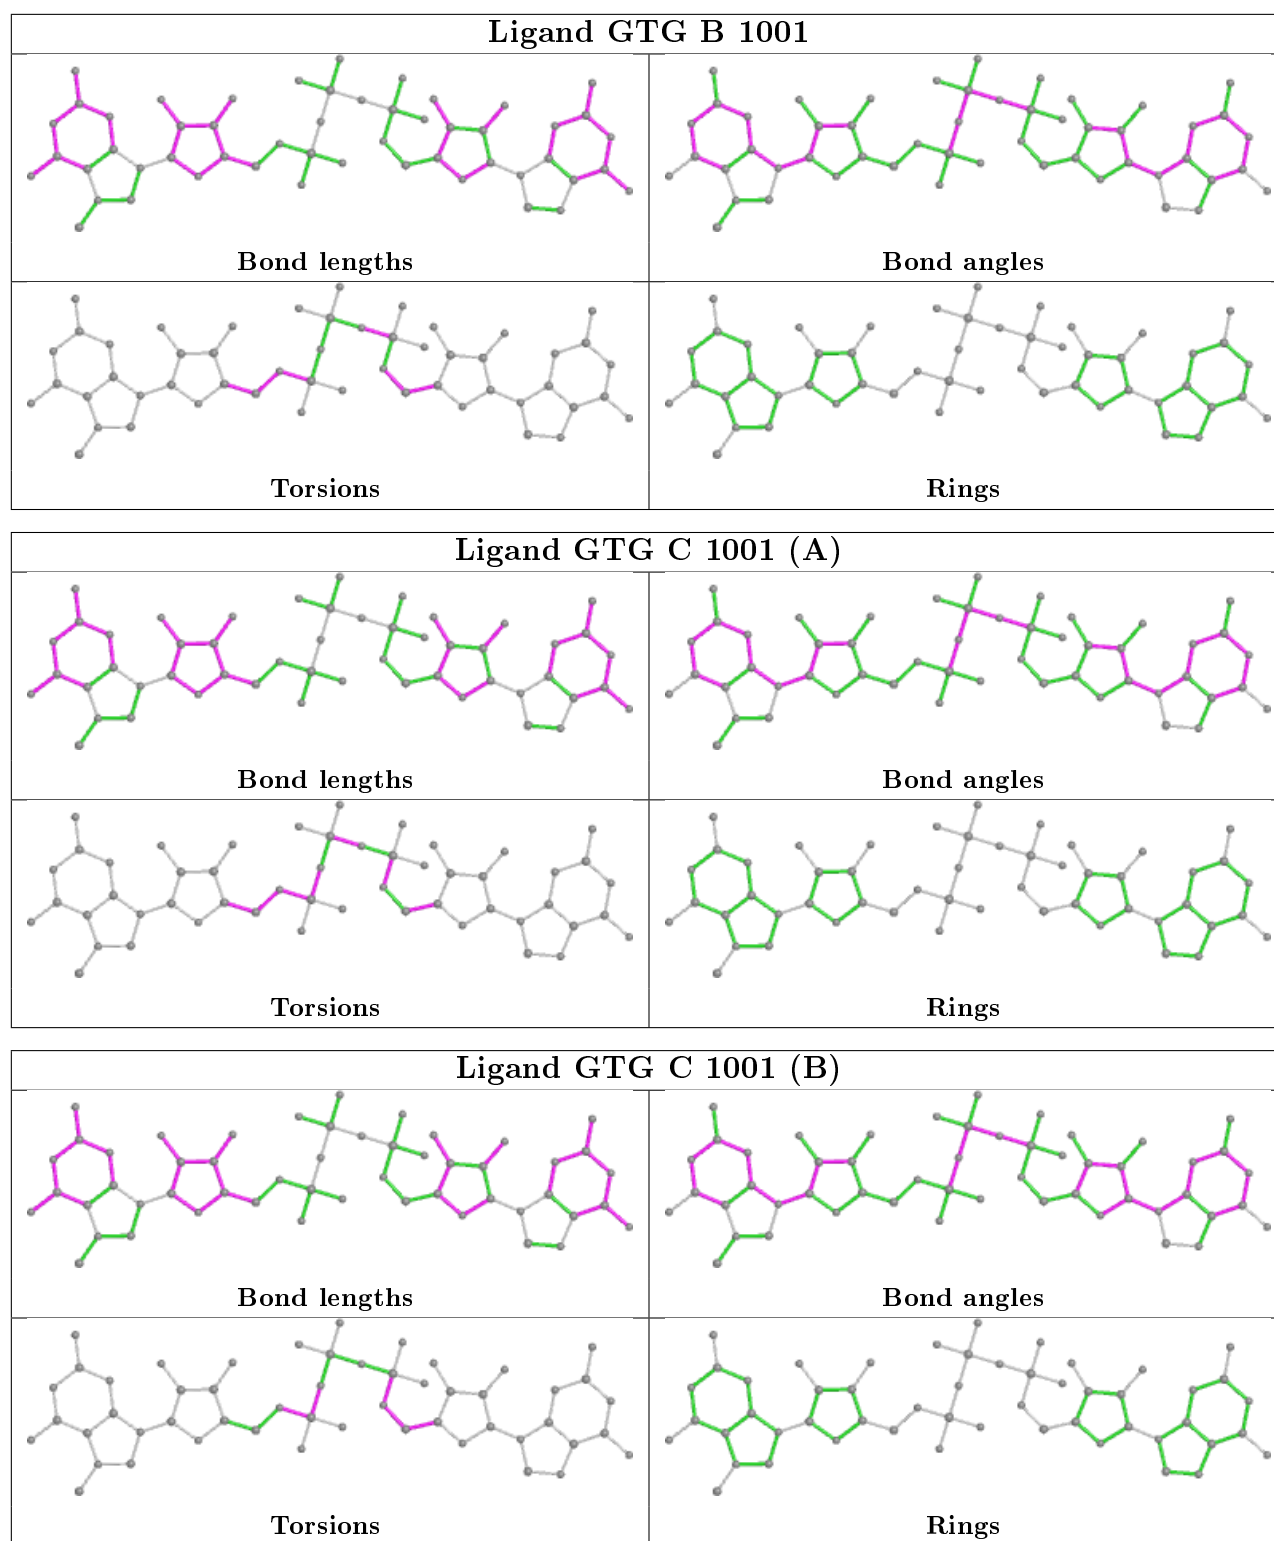 Ligand GTG B 1001
Bond lengths
Bond angles
Torsions
Rings
Ligand GTG C 1001 (A)
Bond lengths
Bond angles
Torsions
Rings
Ligand GTG C 1001 (B)
Bond lengths
Bond angles
Torsions
Rings